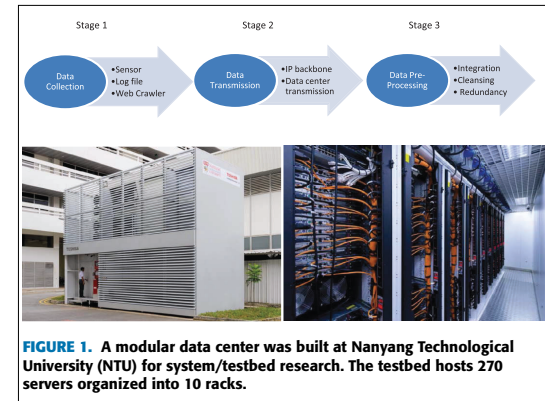 Stage 1
Stage 2
Stage 3
Data
Collection
•Sensor
•Log file
•Web Crawler
Data
Transmission
•IP backbone
•Data center
transmission
Data Pre-
Processing
•Integration
•Cleansing
• Redundancy
FIGURE 1. A modular data center was built at Nanyang Technological
University (NTU) for system/testbed research. The testbed hosts 270
servers organized into 10 racks.